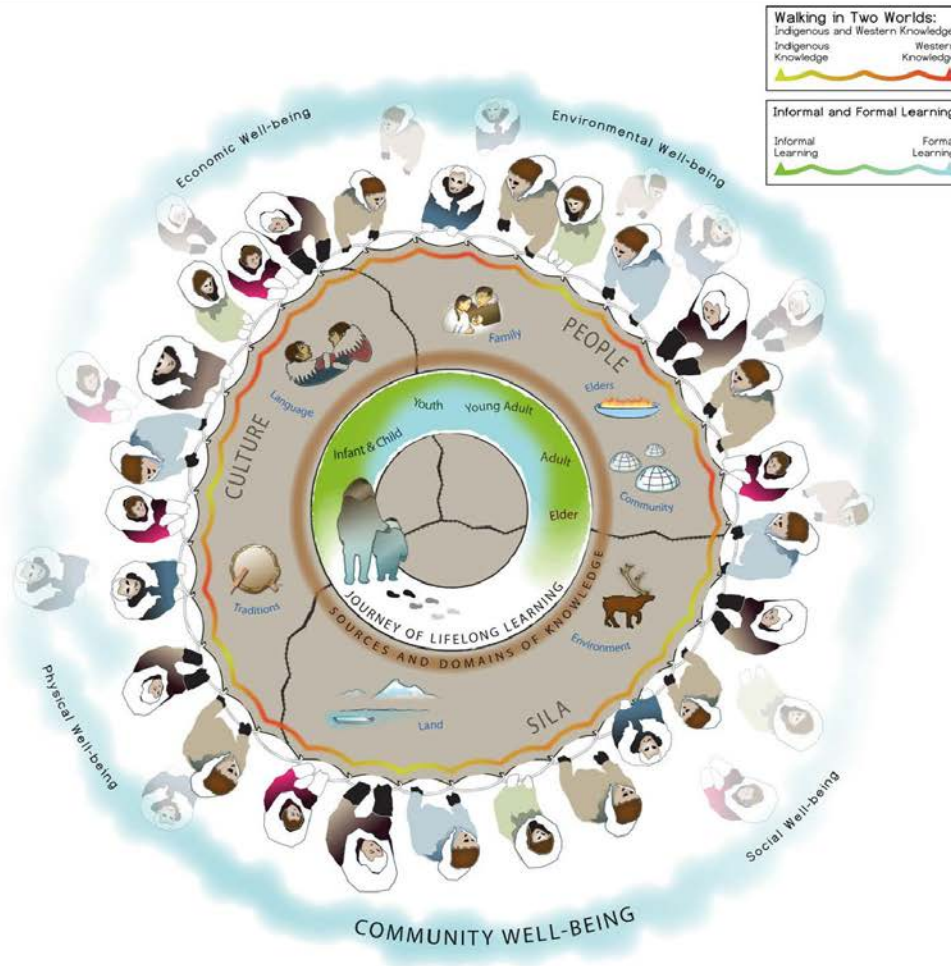 Walking in Two Worlds:
Indigenous and Western Knowledge
Indigenous
Knowledge
Western
Knowledge
Informal and Formal Learning
Informal
Learning
Forma
Learning
Economic Well-being
Environmental Well-being
Family
PEOPLE
Language
Elders
CULTURE
Youth
Young Adult
Infant & Child
Adult
Community
Elder
Traditions
JOURNEY OF LIFELONG LEARNING
SOURCES AND DOMAINS OF KNOWLEDGE
Environment
Land
SILA
Physical Well-being
Social Well-being
COMMUNITY WELL-BEING